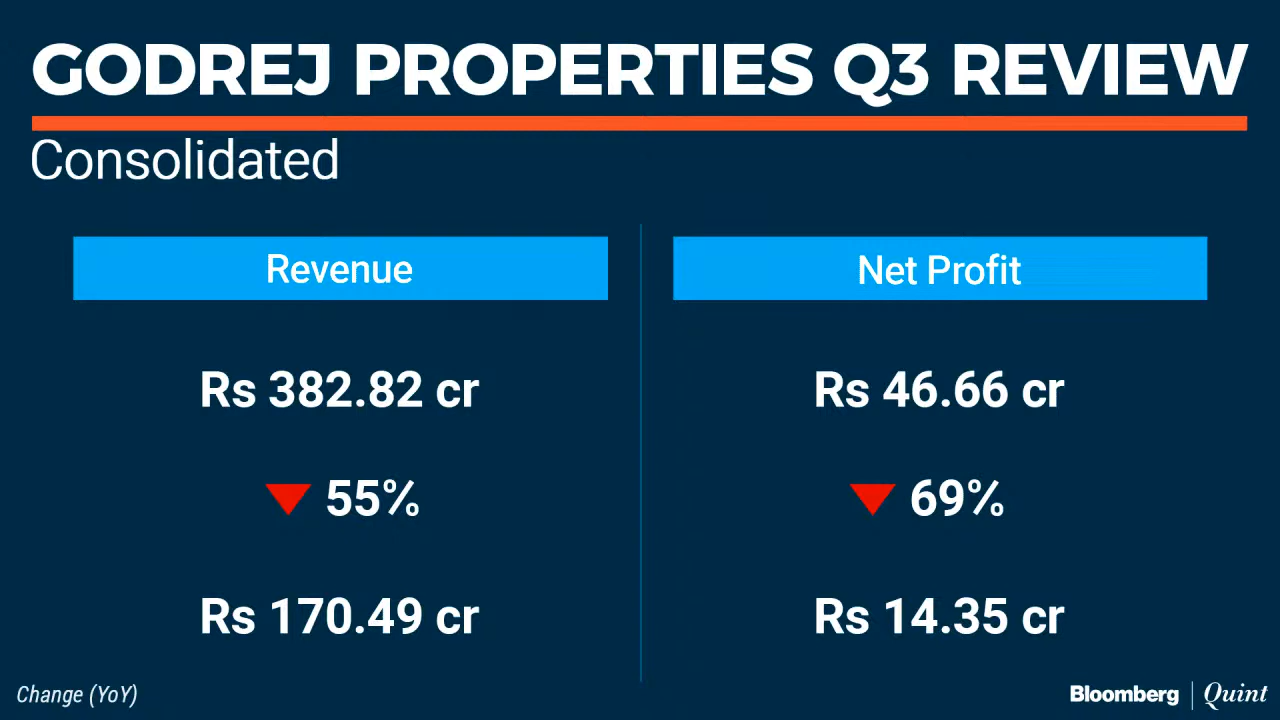 GODREJ PROPERTIES Q3 REVIEW
Consolidated
Revenue
Rs 382.82 cr
55%
Rs 170.49 cr
Net Profit
Rs 46.66 cr
69%
Rs 14.35 cr
Change (YoY)
Bloomberg | Quint